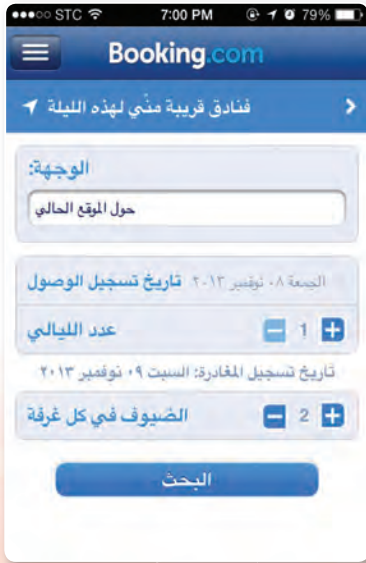 STC 7:00 PM 79%
Booking.com
فنادق قريبة منّي لهذه الليلة
الوجهة:
حول الموقع الحالي
تاريخ تسجيل الوصول الجمعة ٠٨ نوفمبر ٢٠١٣
عدد الليالي 1
تاريخ تسجيل المغادرة: السبت ٠٩ نوفمبر ٢٠١٣
الضيوف في كل غرفة 2
البحث